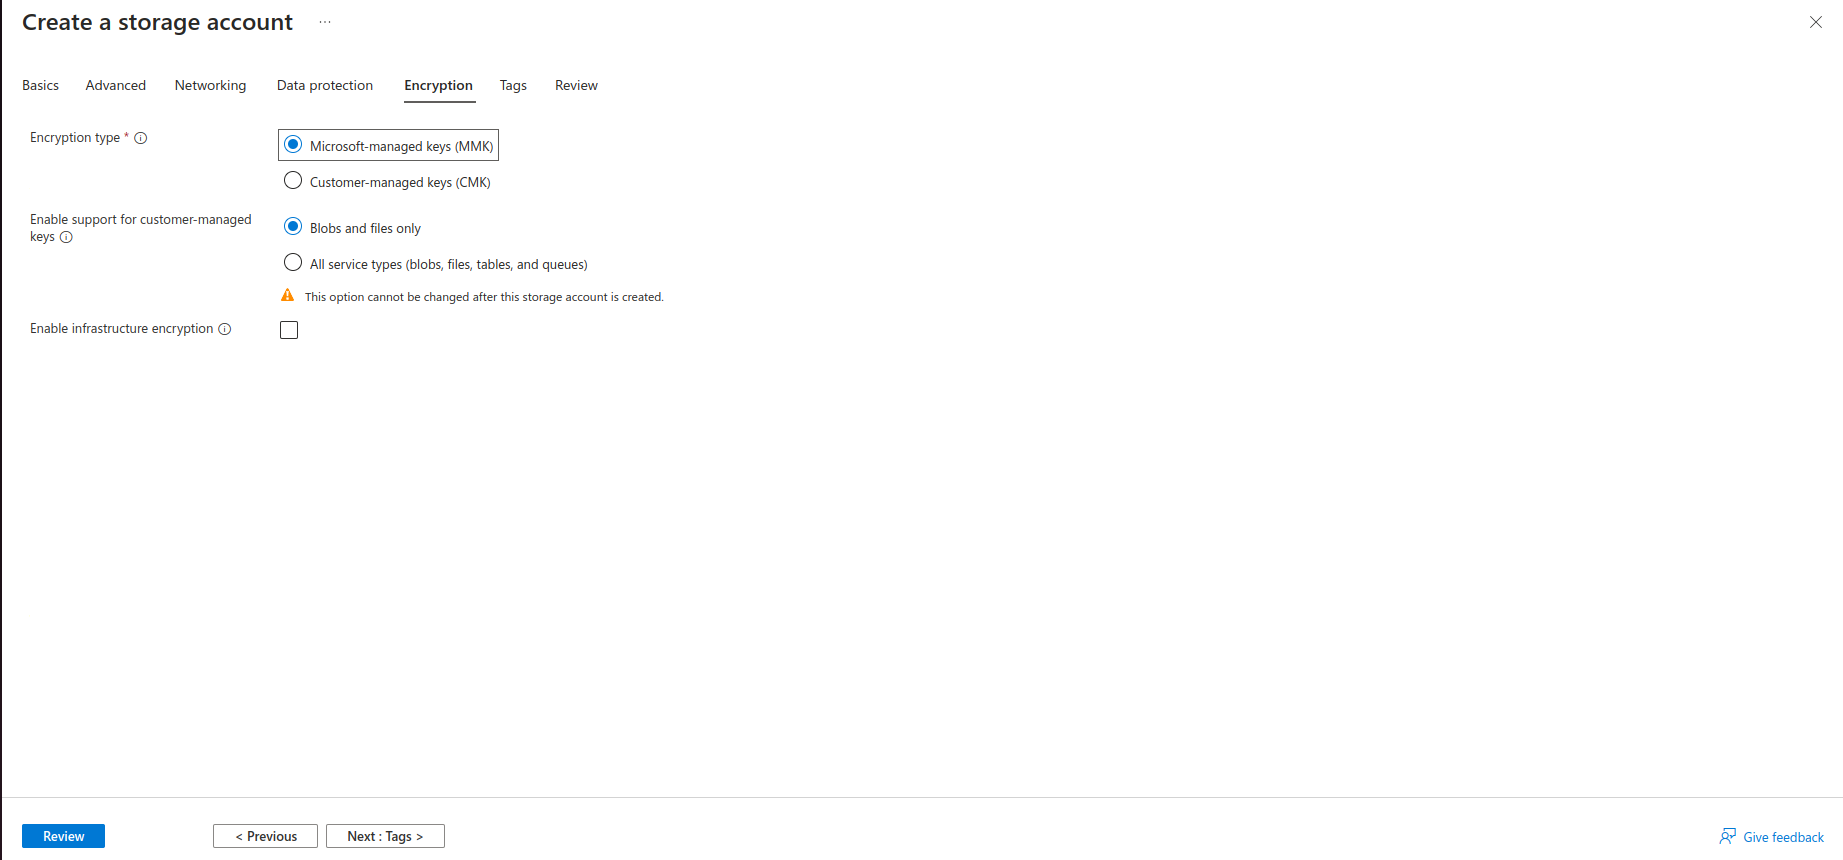 Create a storage account ...
Basics Advanced Networking Data protection Encryption Tags Review
Encryption type *
Microsoft-managed keys (MMK)
Customer-managed keys (CMK)
Enable support for customer-managed
keys
Blobs and files only
All service types (blobs, files, tables, and queues)
This option cannot be changed after this storage account is created.
Enable infrastructure encryption
Review < Previous Next : Tags > Give feedback